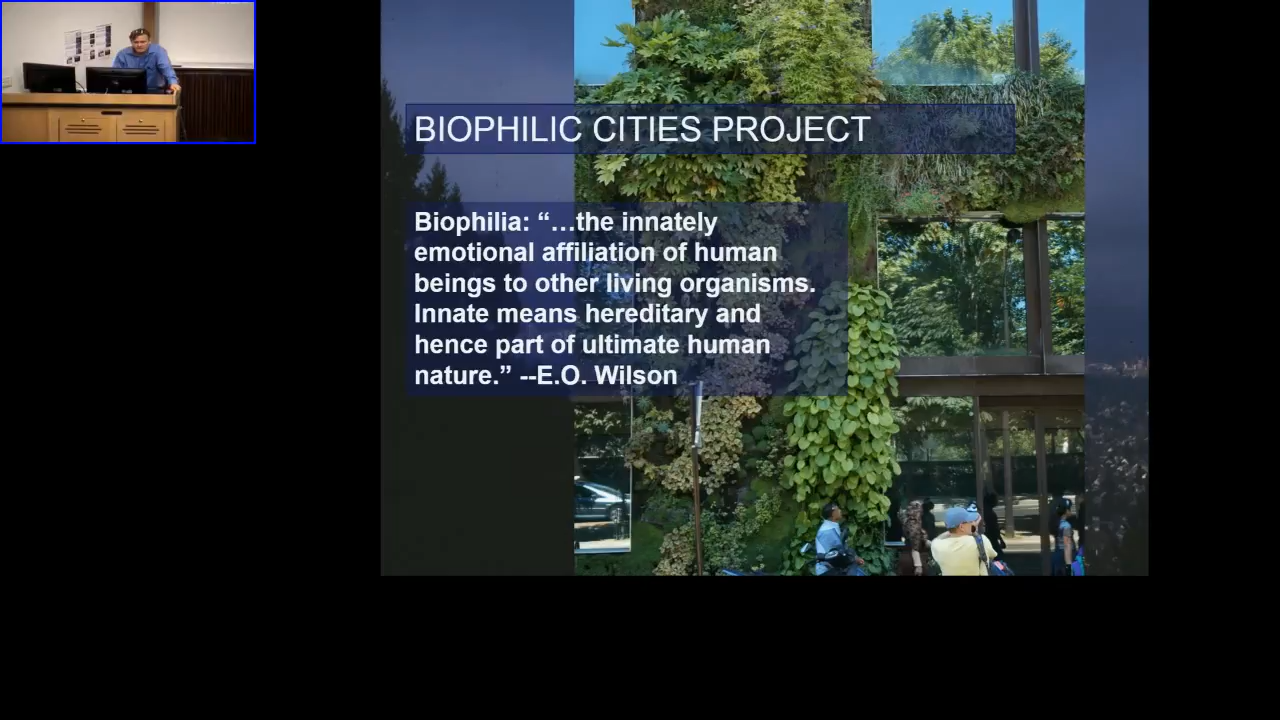 BIOPHILIC CITIES PROJECT
Biophilia: “…the innately
emotional affiliation of human
beings to other living organisms.
Innate means hereditary and
hence part of ultimate human
nature.” --E.O. Wilson